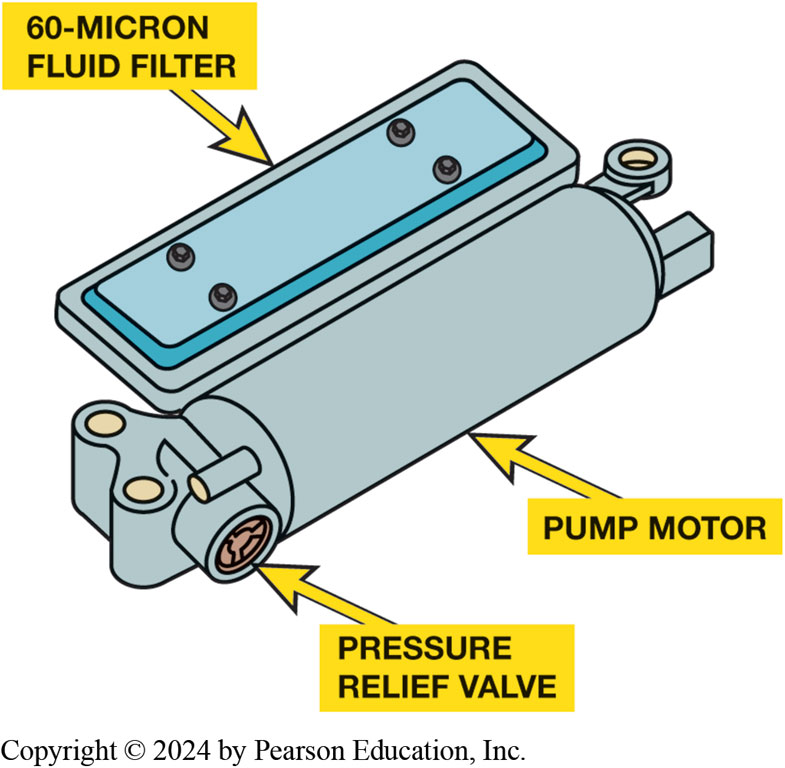 60-MICRON
FLUID FILTER
PUMP MOTOR
PRESSURE
RELIEF VALVE
Copyright © 2024 by Pearson Education, Inc.